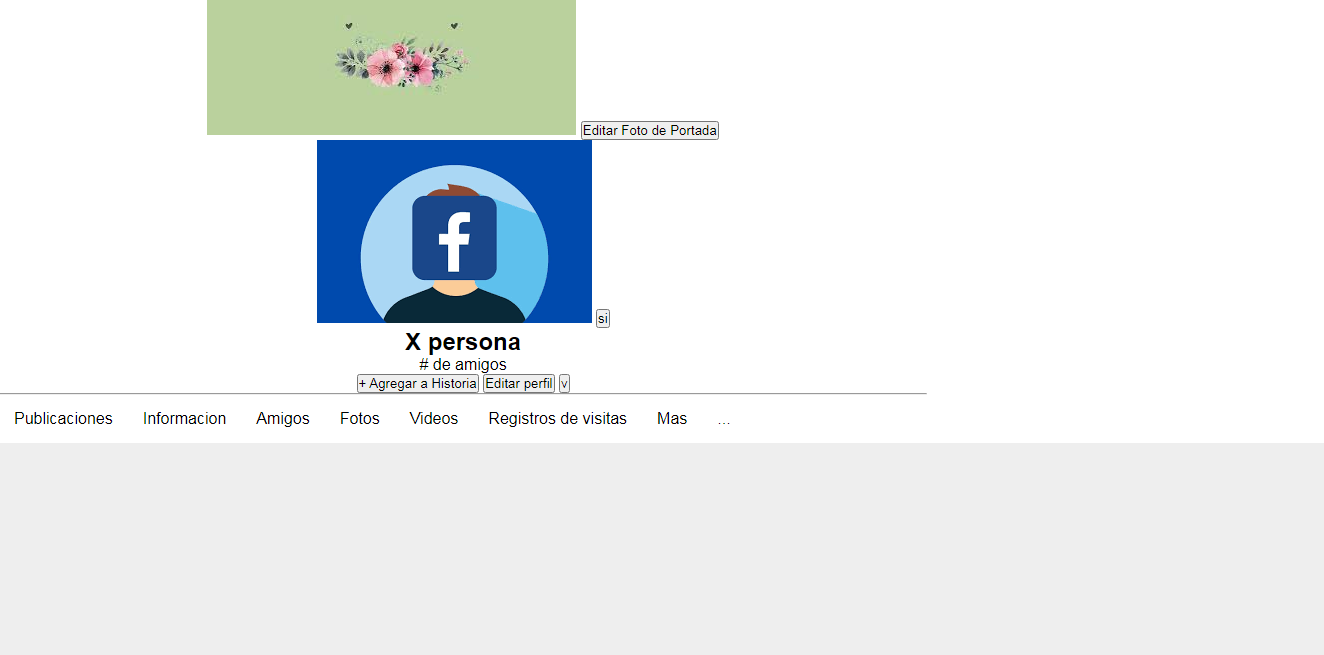 Editar Foto de Portada
f
si
X persona
# de amigos
+ Agregar a Historia Editar perfil v
Publicaciones Informacion Amigos Fotos Videos Registros de visitas Mas ...